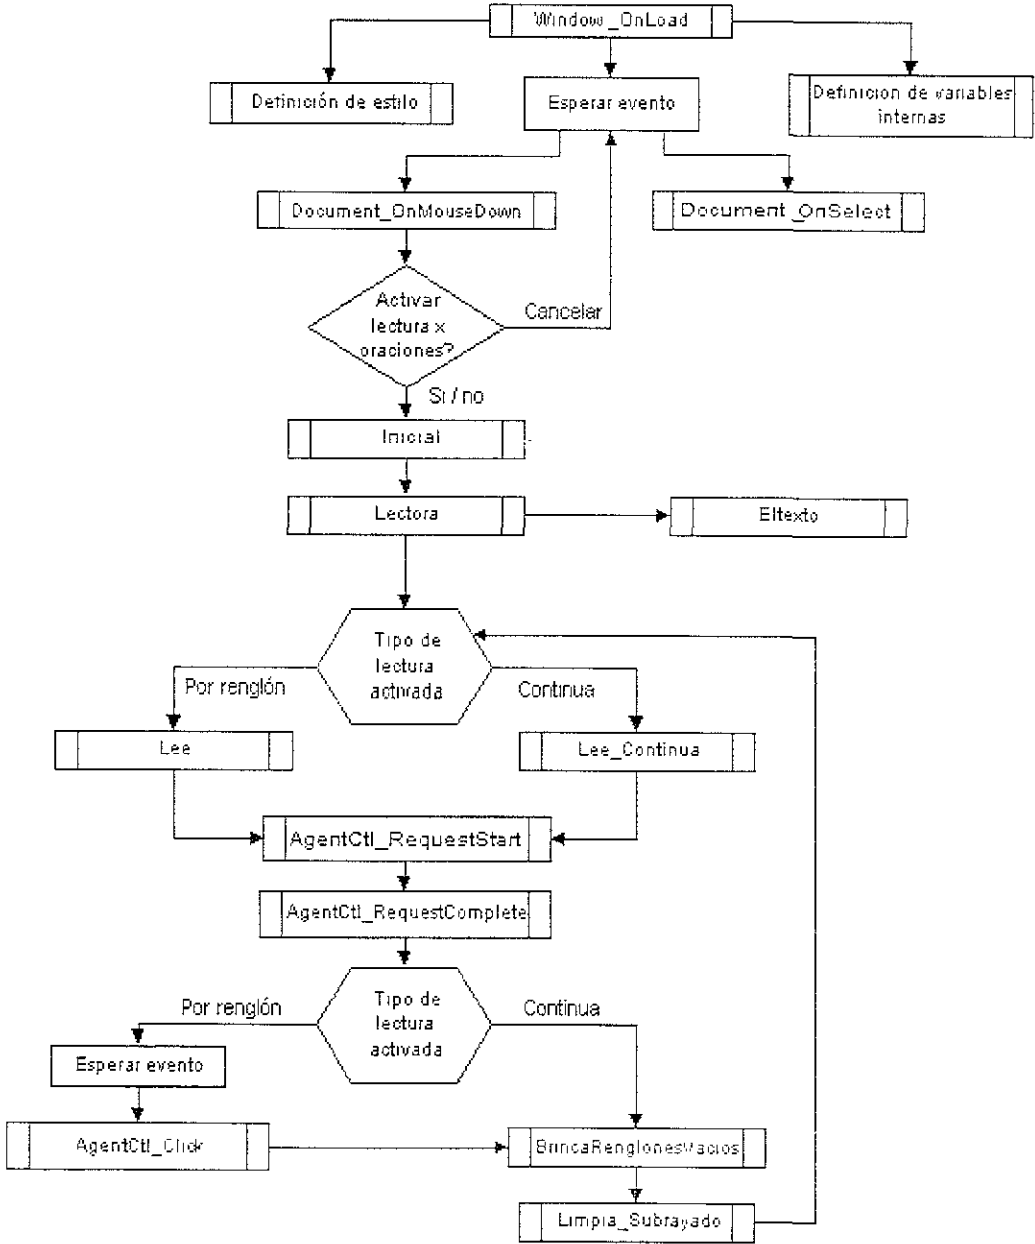 Window_OnLoad
Definición de estilo
Esperar evento
Definicion de variables
internas
Document_OnMouseDown
Document_OnSelect
Activar
lectura x
oraciones?
Cancelar
Si / no
Inicial
Lectora
Eltexto
Tipo de
lectura
activada
Por renglón
Continua
Lee
Lee_Continua
AgentCtl_RequestStart
AgentCtl_RequestComplete
Tipo de
lectura
activada
Por renglón
Continua
Esperar evento
AgentCtl_Click
BrincaRenglonesVacios
Limpia_Subrayado